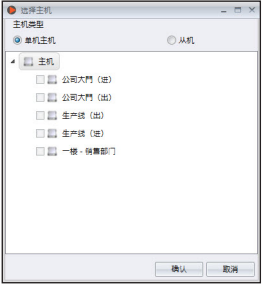 选择主机
主机类型
单机主机 从机
主机
公司大門（进）
公司大門（出）
生产线（出）
生产线（进）
一楼 - 销售部门
确认 取消